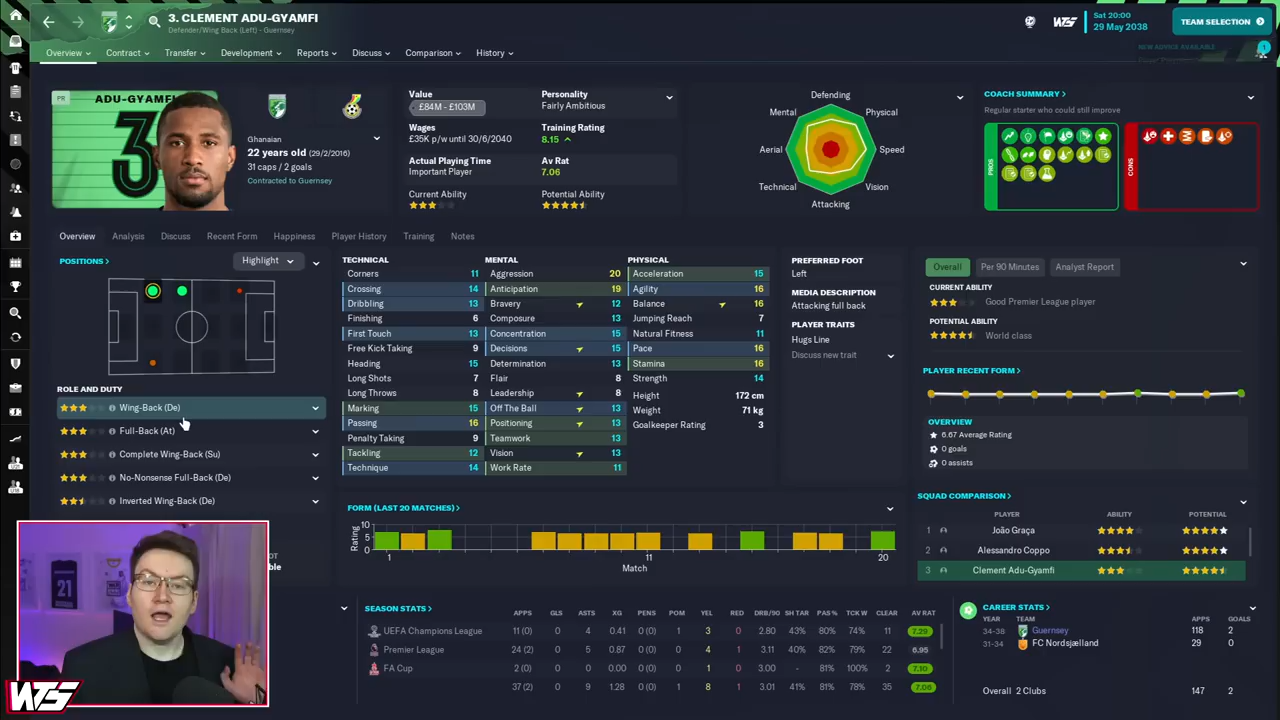 3. CLEMENT ADU-GYAMFI
Defender/Wing Back (Left) - Guernsey
Sat 20:00
29 May 2038
TEAM SELECTION
NEW ADVICE AVAILABLE
1
Overview
Contract
Transfer
Development
Reports
Discuss
Comparison
History
PR
ADU-GYAMFI
3
Ghanaian
22 years old (29/2/2016)
31 caps / 2 goals
Contracted to Guernsey
Value
£84M - £103M
Wages
£35K p/w until 30/6/2040
Actual Playing Time
Important Player
Current Ability
Personality
Fairly Ambitious
Training Rating
8.15
Av Rat
7.06
Potential Ability
Defending
Mental
Physical
Aerial
Speed
Technical
Vision
Attacking
COACH SUMMARY
Regular starter who could still improve
PROS
CONS
Overview
Analysis
Discuss
Recent Form
Happiness
Player History
Training
Notes
POSITIONS
Highlight
ROLE AND DUTY
Wing-Back (De)
Full-Back (At)
Complete Wing-Back (Su)
No-Nonsense Full-Back (De)
Inverted Wing-Back (De)
TECHNICAL
Corners 11
Crossing 14
Dribbling 13
Finishing 6
First Touch 13
Free Kick Taking 9
Heading 15
Long Shots 7
Long Throws 8
Marking 15
Passing 16
Penalty Taking 9
Tackling 12
Technique 14
MENTAL
Aggression 20
Anticipation 19
Bravery 12
Composure 13
Concentration 15
Decisions 15
Determination 13
Flair 8
Leadership 8
Off The Ball 13
Positioning 13
Teamwork 13
Vision 13
Work Rate 11
PHYSICAL
Acceleration 15
Agility 16
Balance 16
Jumping Reach 7
Natural Fitness 11
Pace 16
Stamina 16
Strength 14
Height 172 cm
Weight 71 kg
Goalkeeper Rating 3
PREFERRED FOOT
Left
MEDIA DESCRIPTION
Attacking full back
PLAYER TRAITS
Hugs Line
Discuss new trait
Overall
Per 90 Minutes
Analyst Report
CURRENT ABILITY
Good Premier League player
POTENTIAL ABILITY
World class
PLAYER RECENT FORM
OVERVIEW
6.67 Average Rating
0 goals
0 assists
FORM (LAST 20 MATCHES)
Rating
10
5
0
1
11
20
Match
SQUAD COMPARISON
PLAYER ABILITY POTENTIAL
1 João Graça
2 Alessandro Coppo
3 Clement Adu-Gyamfi
SEASON STATS
APPS GLS ASTS XG PENS POM YEL RED DRB/90 SH TAR PAS % TCK W CLEAR AV RAT
UEFA Champions League 11 (0) 0 4 0.41 0 (0) 1 3 0 2.80 43% 80% 74% 11 7.29
Premier League 24 (2) 0 5 0.87 0 (0) 0 4 1 3.11 40% 82% 79% 22 6.95
FA Cup 2 (0) 0 0 0.00 0 (0) 0 1 0 3.00 - 81% 100% 2 7.10
37 (2) 0 9 1.28 0 (0) 1 8 1 3.01 41% 81% 78% 35 7.06
CAREER STATS
YEAR TEAM APPS GOALS
34-38 Guernsey 118 2
31-34 FC Nordsjælland 29 0
Overall 2 Clubs 147 2
21
WTS